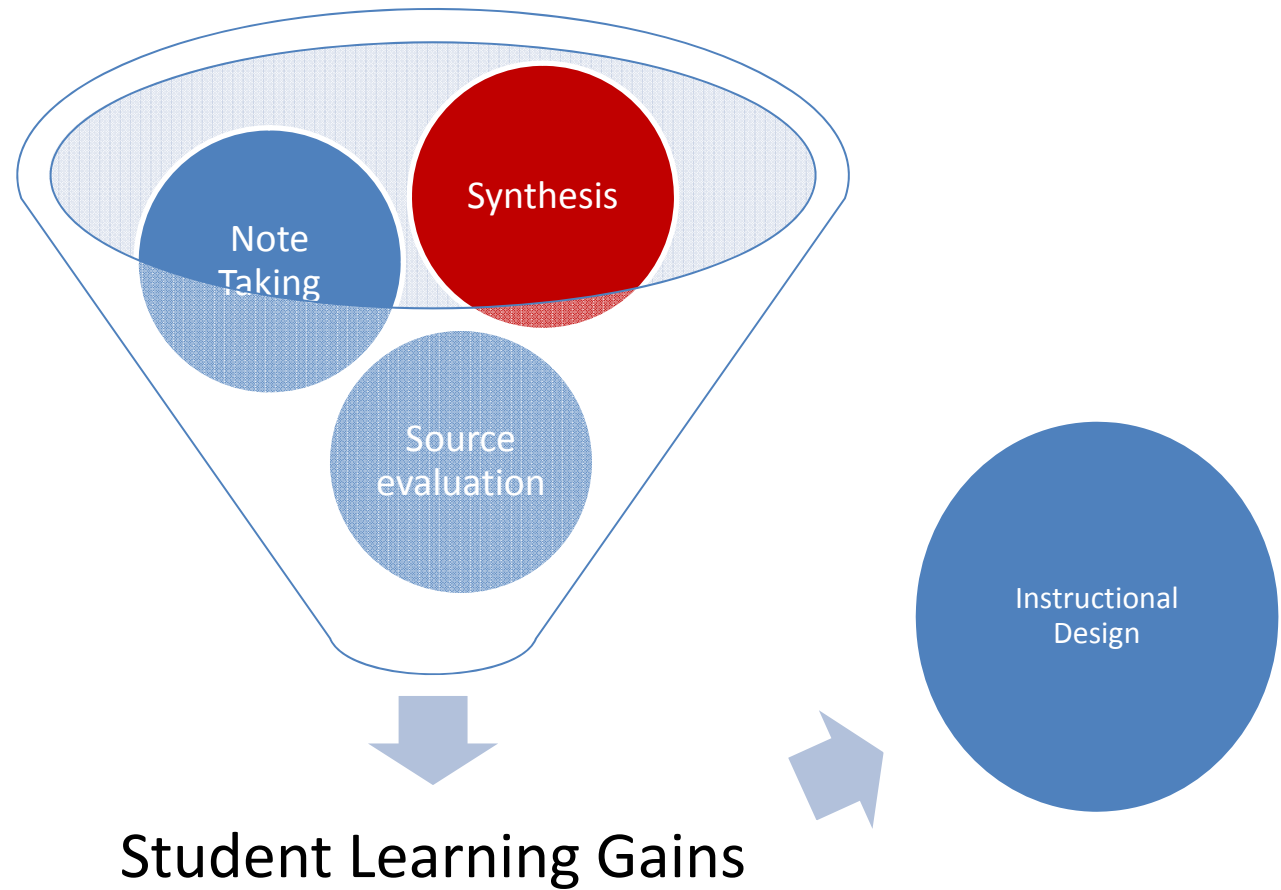 Synthesis
Note
Taking
Source
evaluation
Instructional
Design
Student Learning Gains